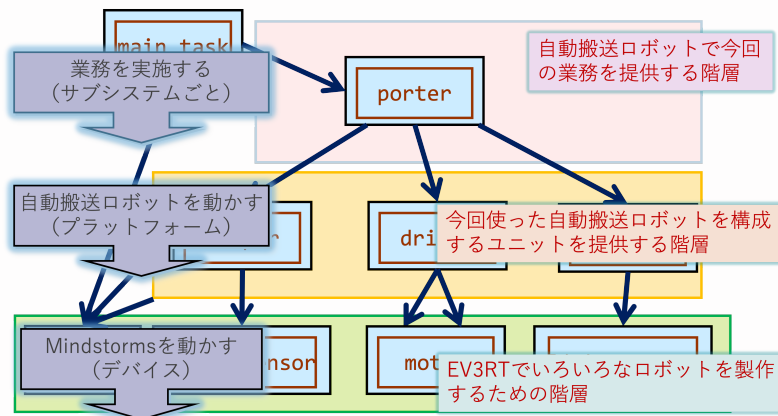 main_task
自動搬送ロボットで今回
の業務を提供する階層
業務を実施する
(サブシステムごと)
porter
自動搬送ロボットを動かす
(プラットフォーム)
今回使った自動搬送ロボットを構成
するユニットを提供する階層
Mindstormsを動かす
(デバイス)
EV3RTでいろいろなロボットを製作
するための階層